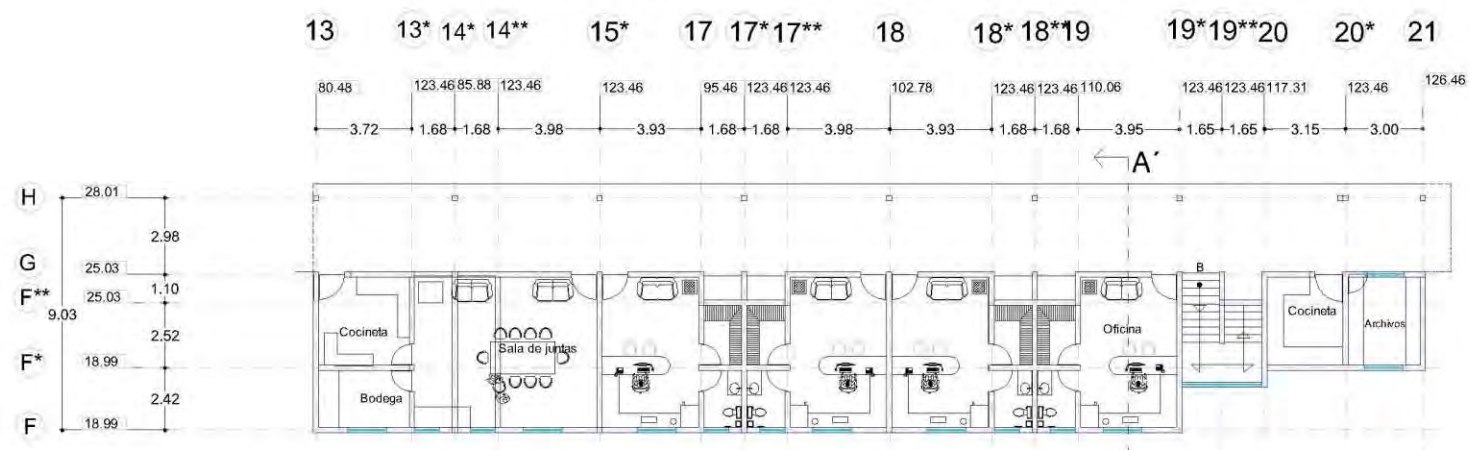 13 13* 14* 14** 15* 17 17* 17** 18 18* 18** 19 19* 19** 20 20* 21
80.48 123.46 85.88 123.46 123.46 95.46 123.46 123.46 102.78 123.46 123.46 110.06 123.46 123.46 117.31 123.46 126.46
3.72 1.68 1.68 3.98 3.93 1.68 1.68 3.98 3.93 1.68 1.68 3.95 1.65 1.65 3.15 3.00
A´
H 28.01
2.98
G 25.03
B
1.10
F** 25.03
9.03
Cocineta
Sala de juntas
Oficina
Cocineta
Archivos
2.52
F* 18.99
Bodega
2.42
F 18.99